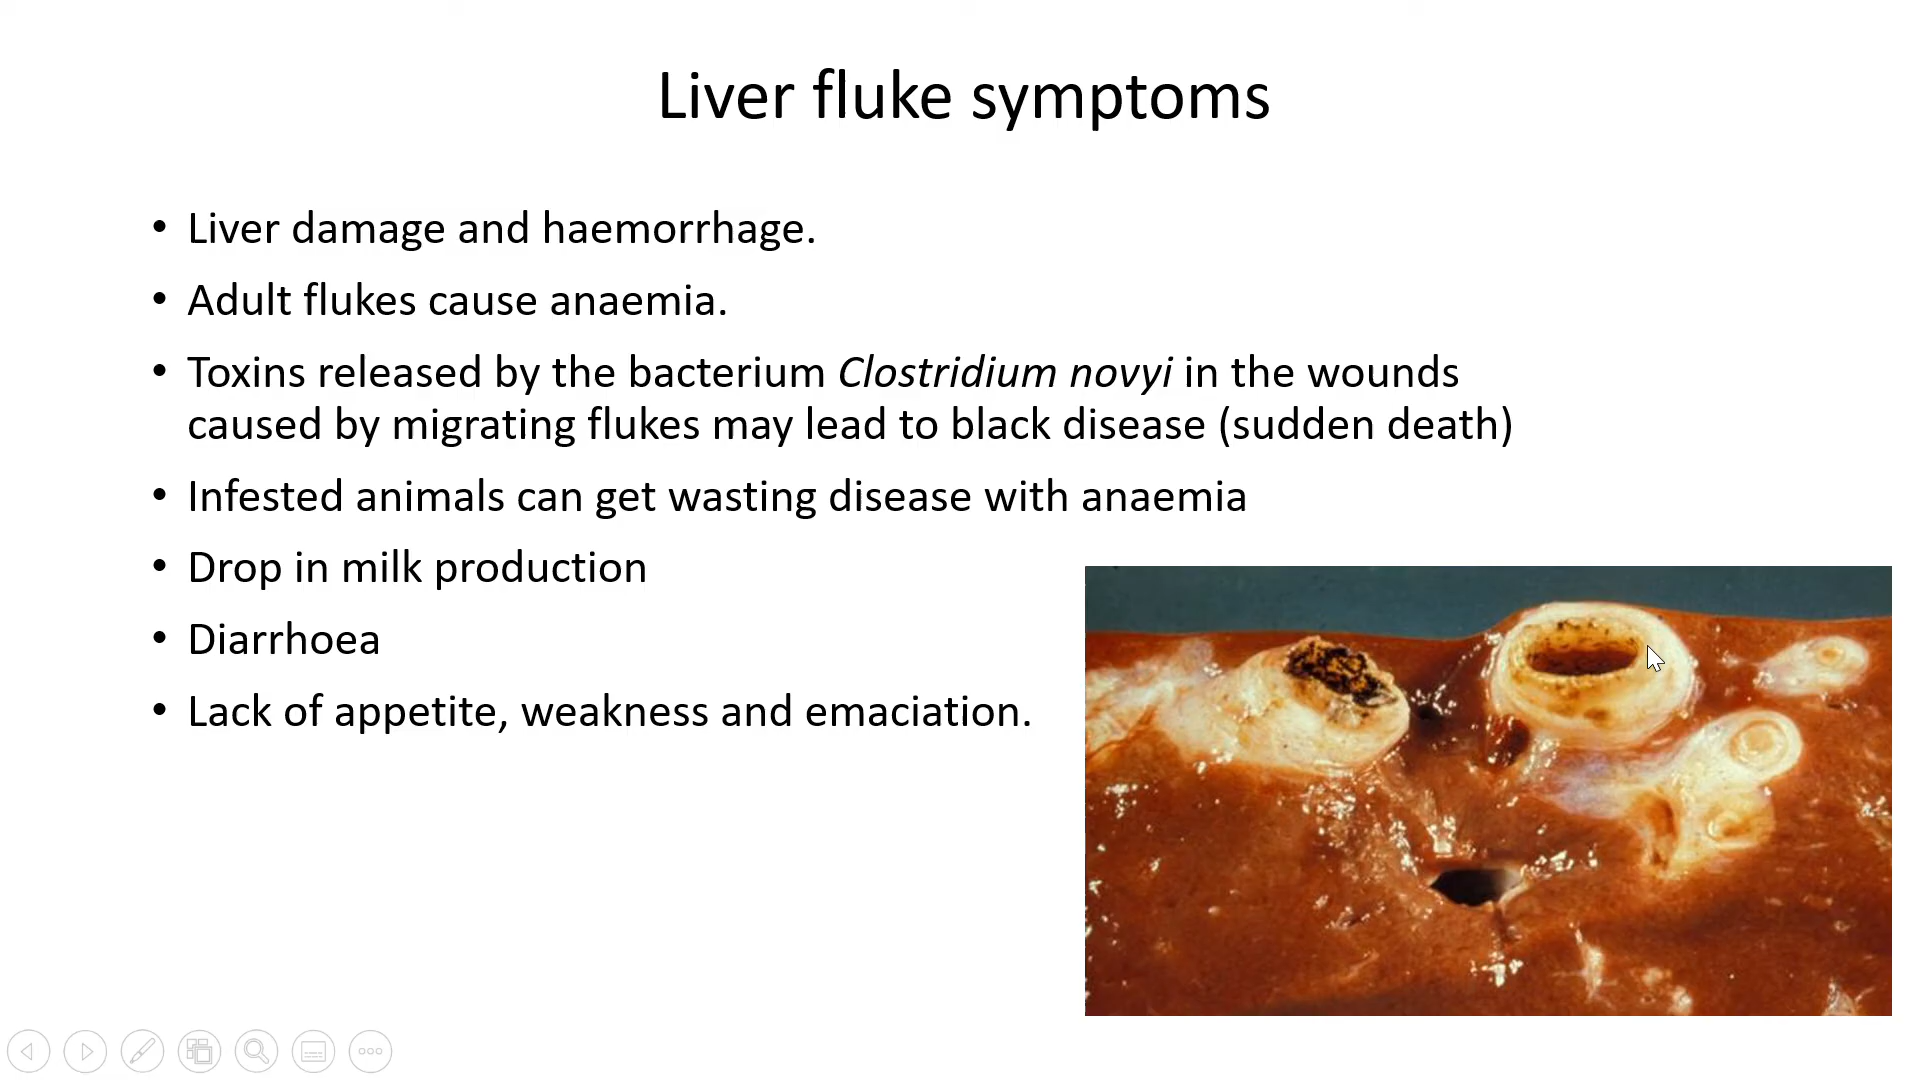 Liver fluke symptoms
• Liver damage and haemorrhage.
• Adult flukes cause anaemia.
• Toxins released by the bacterium Clostridium novyi in the wounds
caused by migrating flukes may lead to black disease (sudden death)
• Infested animals can get wasting disease with anaemia
• Drop in milk production
• Diarrhoea
• Lack of appetite, weakness and emaciation.